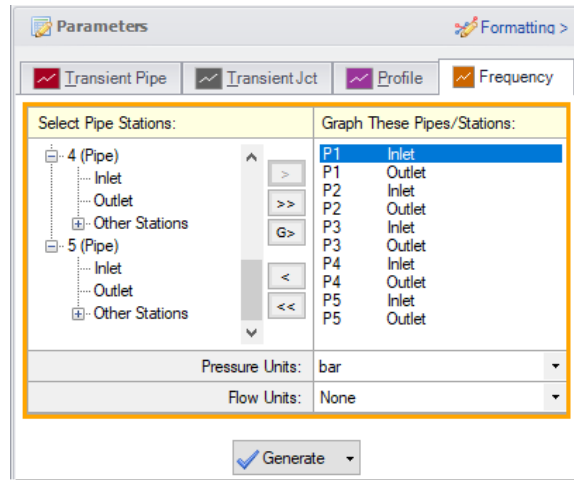 Parameters
Formatting >
Transient Pipe
Transient Jct
Profile
Frequency
Select Pipe Stations:
Graph These Pipes/Stations:
4 (Pipe)
Inlet
Outlet
Other Stations
5 (Pipe)
Inlet
Outlet
Other Stations
>
>>
G>
<
<<
P1 Inlet
P1 Outlet
P2 Inlet
P2 Outlet
P3 Inlet
P3 Outlet
P4 Inlet
P4 Outlet
P5 Inlet
P5 Outlet
Pressure Units: bar
Flow Units: None
Generate